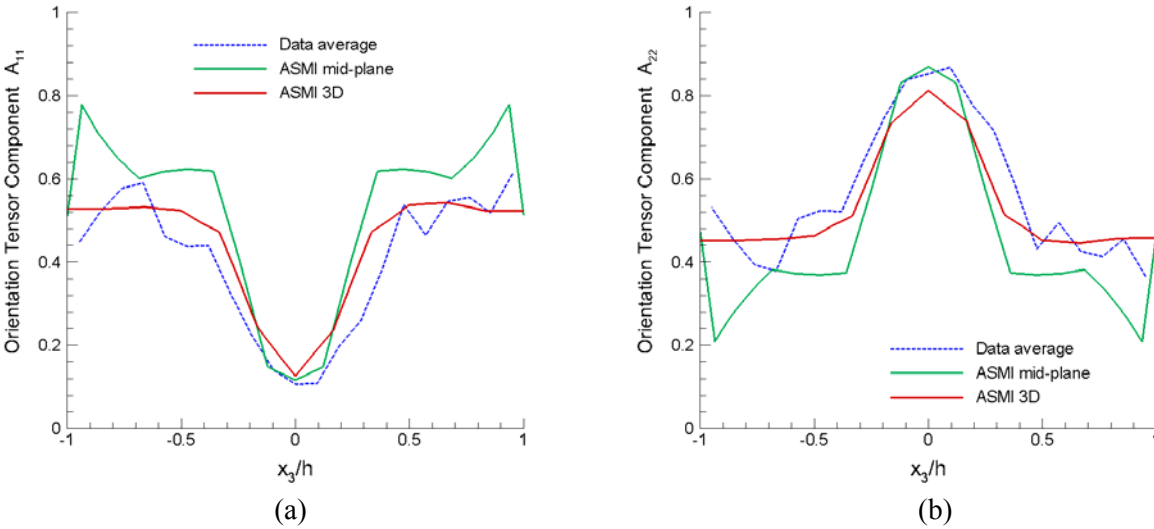 Orientation Tensor Component A11
1
0.8
0.6
0.4
0.2
0
-1
-0.5
0
0.5
1
x3/h
Data average
ASMI mid-plane
ASMI 3D
(a)
Orientation Tensor Component A22
1
0.8
0.6
0.4
0.2
0
-1
-0.5
0
0.5
1
x3/h
Data average
ASMI mid-plane
ASMI 3D
(b)